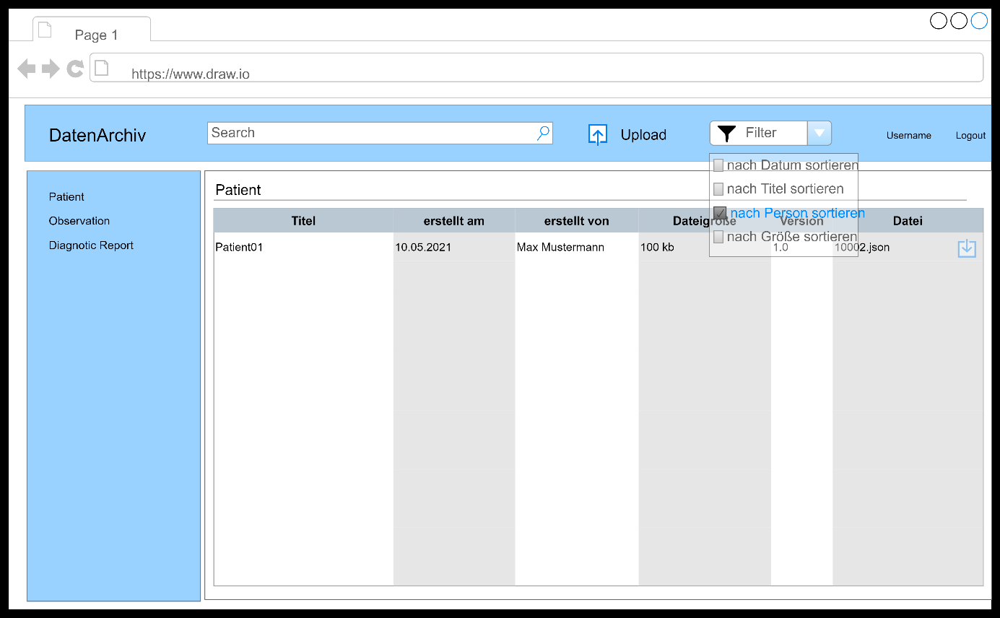 Page 1
https://www.draw.io
DatenArchiv
Search
Upload
Filter
Username
Logout
nach Datum sortieren
nach Titel sortieren
nach Person sortieren
nach Größe sortieren
Patient
Observation
Diagnotic Report
Patient
Titel erstellt am erstellt von Dateigröße Version Datei
Patient01 10.05.2021 Max Mustermann 100 kb 1.0 10002.json